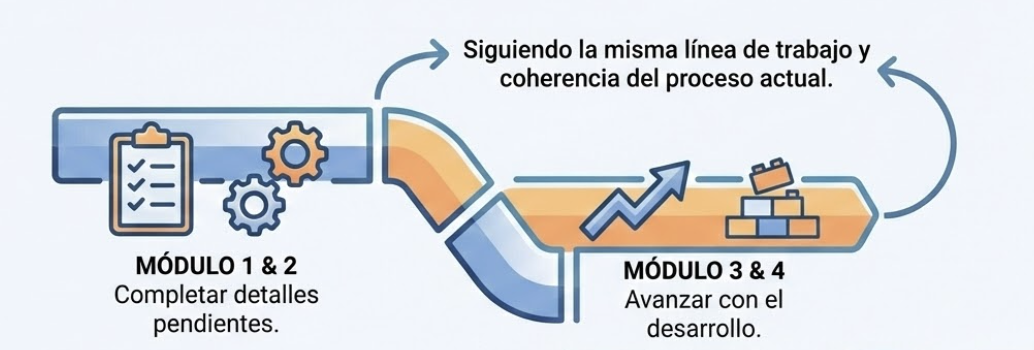 Siguiendo la misma línea de trabajo y
coherencia del proceso actual.
MÓDULO 1 & 2
Completar detalles
pendientes.
MÓDULO 3 & 4
Avanzar con el
desarrollo.